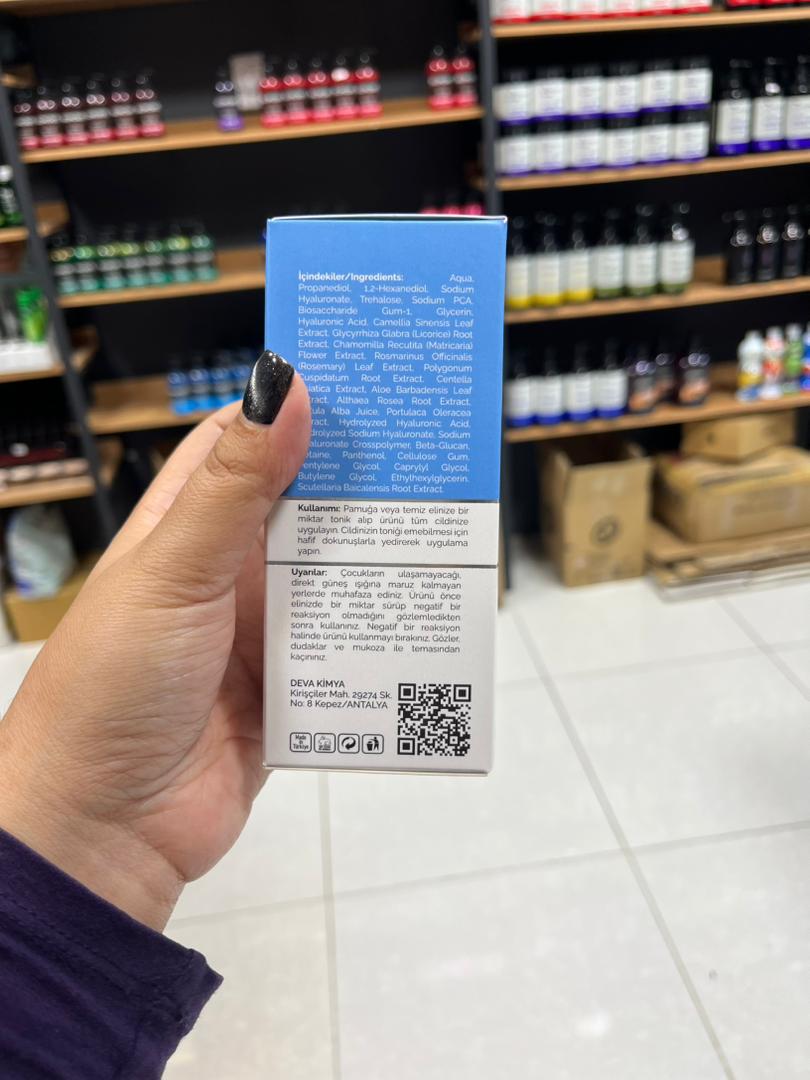 İçindekiler/Ingredients: Aqua,
Propanediol, 1,2-Hexanediol, Sodium
Hyaluronate, Trehalose, Sodium PCA,
Biosaccharide Gum-1, Glycerin,
Hyaluronic Acid, Camellia Sinensis Leaf
Extract, Glycyrrhiza Glabra (Licorice) Root
Extract, Chamomilla Recutita (Matricaria)
Flower Extract, Rosmarinus Officinalis
(Rosemary) Leaf Extract, Polygonum
Cuspidatum Root Extract, Centella
Extract, Aloe Barbadensis Leaf
Althaea Rosea Root Extract,
Alba Juice, Portulaca Oleracea
Hydrolyzed Hyaluronic Acid,
Sodium Hyaluronate, Sodium
Crosspolymer, Beta-Glucan,
Panthenol, Cellulose Gum,
Pentylene Glycol, Caprylyl Glycol,
Butylene Glycol, Ethylhexylglycerin,
Scutellaria Baicalensis Root Extract.
Kullanımı: Pamuğa veya temiz elinize bir
miktar tonik alıp ürünü tüm cildinize
uygulayın. Cildinizin toniği emebilmesi için
hafif dokunuşlarla yedirerek uygulama
yapın.
Uyarılar: Çocukların ulaşamayacağı,
direkt güneş ışığına maruz kalmayan
yerlerde muhafaza ediniz. Ürünü önce
elinizde bir miktar sürüp negatif bir
reaksiyon olmadığını gözlemledikten
sonra kullanınız. Negatif bir reaksiyon
halinde ürünü kullanmayı bırakınız. Gözler,
dudaklar ve mukoza ile temasından
kaçınınız.
DEVA KİMYA
Kirişçiler Mah. 29274 Sk.
No: 8 Kepez/ANTALYA
Made
in
Türkiye